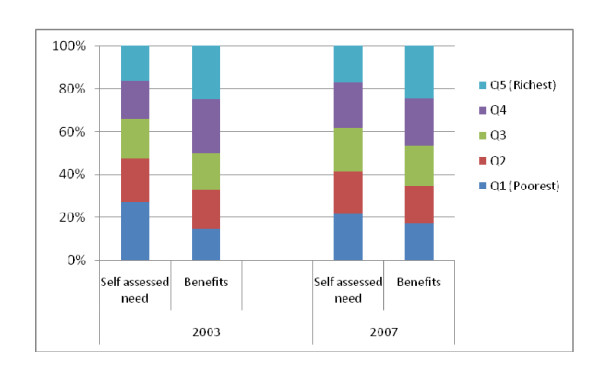 100%
80%
60%
40%
20%
0%
Self assessed
need
Benefits
Self assessed
need
Benefits
2003
2007
Q5 (Richest)
Q4
Q3
Q2
Q1 (Poorest)